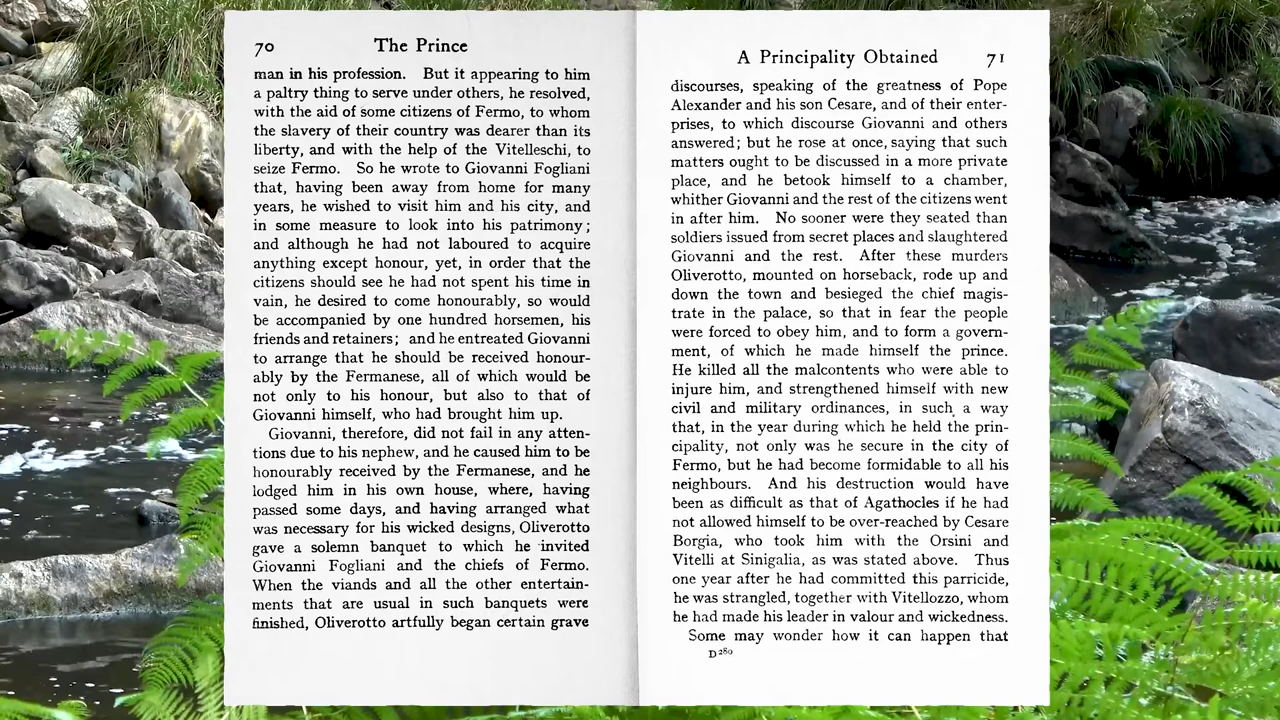 70 The Prince
man in his profession. But it appearing to him
a paltry thing to serve under others, he resolved,
with the aid of some citizens of Fermo, to whom
the slavery of their country was dearer than its
liberty, and with the help of the Vitelleschi, to
seize Fermo. So he wrote to Giovanni Fogliani
that, having been away from home for many
years, he wished to visit him and his city, and
in some measure to look into his patrimony;
and although he had not laboured to acquire
anything except honour, yet, in order that the
citizens should see he had not spent his time in
vain, he desired to come honourably, so would
be accompanied by one hundred horsemen, his
friends and retainers; and he entreated Giovanni
to arrange that he should be received honour-
ably by the Fermanese, all of which would be
not only to his honour, but also to that of
Giovanni himself, who had brought him up.
Giovanni, therefore, did not fail in any atten-
tions due to his nephew, and he caused him to be
honourably received by the Fermanese, and he
lodged him in his own house, where, having
passed some days, and having arranged what
was necessary for his wicked designs, Oliverotto
gave a solemn banquet to which he invited
Giovanni Fogliani and the chiefs of Fermo.
When the viands and all the other entertain-
ments that are usual in such banquets were
finished, Oliverotto artfully began certain grave
A Principality Obtained 71
discourses, speaking of the greatness of Pope
Alexander and his son Cesare, and of their enter-
prises, to which discourse Giovanni and others
answered; but he rose at once, saying that such
matters ought to be discussed in a more private
place, and he betook himself to a chamber,
whither Giovanni and the rest of the citizens went
in after him. No sooner were they seated than
soldiers issued from secret places and slaughtered
Giovanni and the rest. After these murders
Oliverotto, mounted on horseback, rode up and
down the town and besieged the chief magis-
trate in the palace, so that in fear the people
were forced to obey him, and to form a govern-
ment, of which he made himself the prince.
He killed all the malcontents who were able to
injure him, and strengthened himself with new
civil and military ordinances, in such a way
that, in the year during which he held the prin-
cipality, not only was he secure in the city of
Fermo, but he had become formidable to all his
neighbours. And his destruction would have
been as difficult as that of Agathocles if he had
not allowed himself to be over-reached by Cesare
Borgia, who took him with the Orsini and
Vitelli at Sinigalia, as was stated above. Thus
one year after he had committed this parricide,
he was strangled, together with Vitellozzo, whom
he had made his leader in valour and wickedness.
Some may wonder how it can happen that
D 280